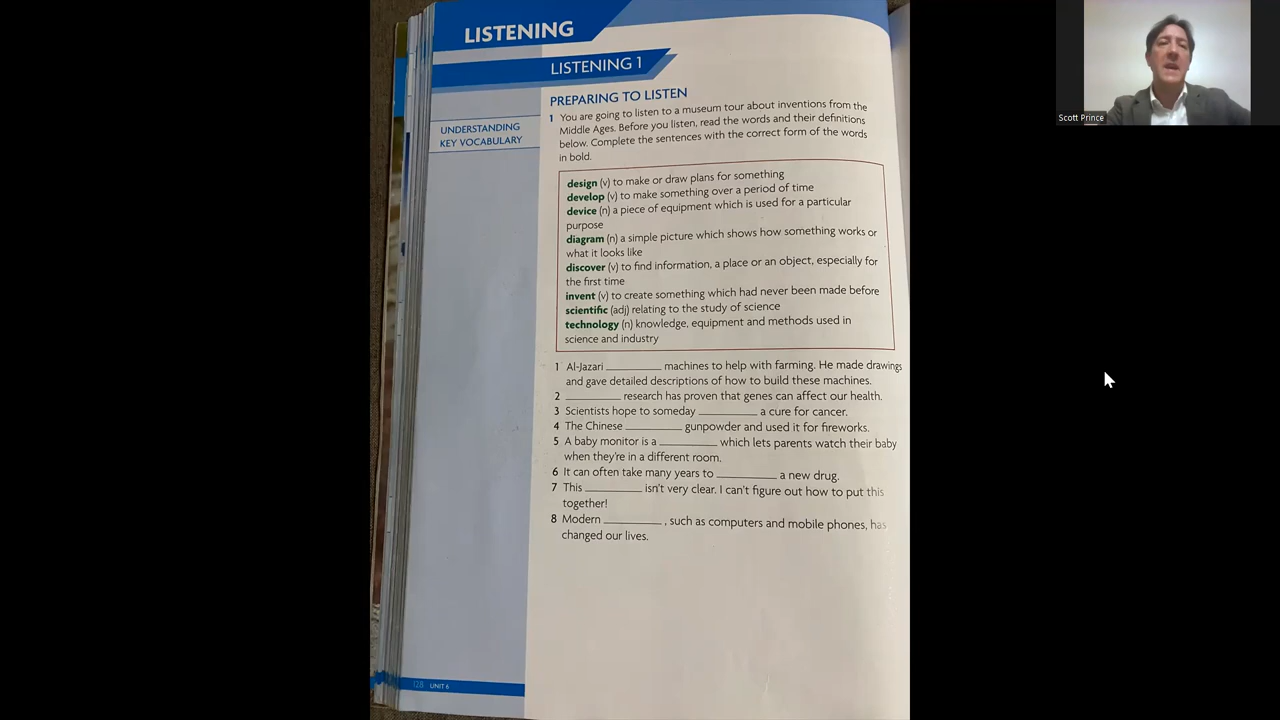 LISTENING
LISTENING 1
UNDERSTANDING
KEY VOCABULARY
PREPARING TO LISTEN
1 You are going to listen to a museum tour about inventions from the
Middle Ages. Before you listen, read the words and their definitions
below. Complete the sentences with the correct form of the words
in bold.
design (v) to make or draw plans for something
develop (v) to make something over a period of time
device (n) a piece of equipment which is used for a particular
purpose
diagram (n) a simple picture which shows how something works or
what it looks like
discover (v) to find information, a place or an object, especially for
the first time
invent (v) to create something which had never been made before
scientific (adj) relating to the study of science
technology (n) knowledge, equipment and methods used in
science and industry
1 Al-Jazari __________ machines to help with farming. He made drawings
and gave detailed descriptions of how to build these machines.
2 __________ research has proven that genes can affect our health.
3 Scientists hope to someday __________ a cure for cancer.
4 The Chinese __________ gunpowder and used it for fireworks.
5 A baby monitor is a __________ which lets parents watch their baby
when they're in a different room.
6 It can often take many years to __________ a new drug.
7 This __________ isn't very clear. I can't figure out how to put this
together!
8 Modern __________, such as computers and mobile phones, has
changed our lives.
128 UNIT 6
Scott Prince